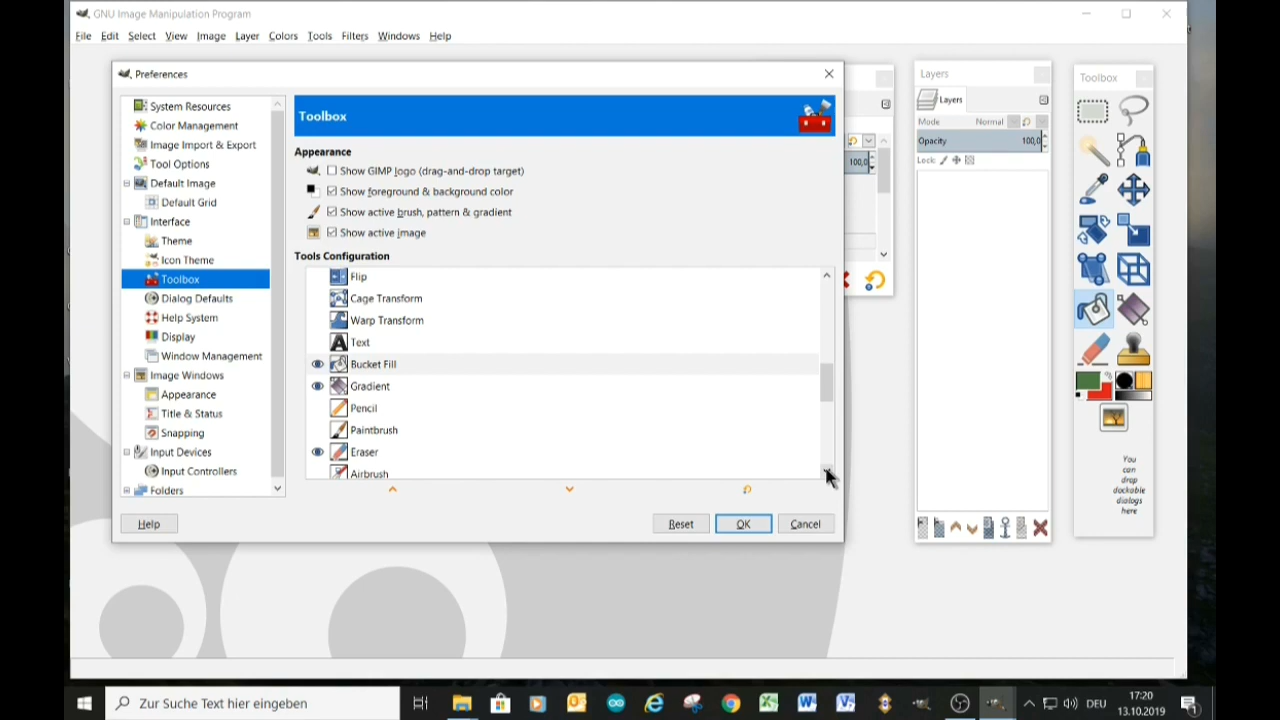 GNU Image Manipulation Program
File Edit Select View Image Layer Colors Tools Filters Windows Help
Preferences
System Resources
Color Management
Image Import & Export
Tool Options
Default Image
Default Grid
Interface
Theme
Icon Theme
Toolbox
Dialog Defaults
Help System
Display
Window Management
Image Windows
Appearance
Title & Status
Snapping
Input Devices
Input Controllers
Folders
Toolbox
Appearance
Show GIMP logo (drag-and-drop target)
Show foreground & background color
Show active brush, pattern & gradient
Show active image
Tools Configuration
Flip
Cage Transform
Warp Transform
Text
Bucket Fill
Gradient
Pencil
Paintbrush
Eraser
Airbrush
Help
Reset OK Cancel
100,0
Layers
Layers
Mode Normal
Opacity 100,0
Lock:
Toolbox
You
can
drop
dockable
dialogs
here
Zur Suche Text hier eingeben
DEU
17:20
13.10.2019
1